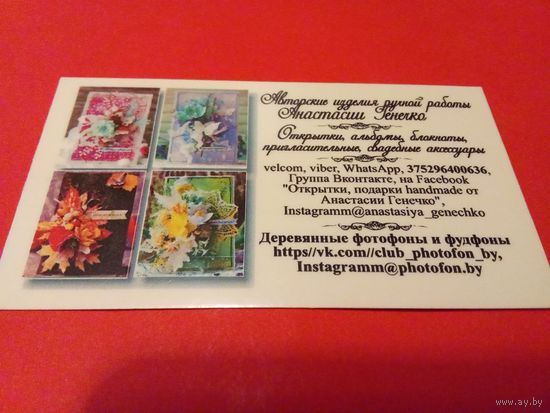 Авторские изделия ручной работы
Анастасии Генечко
Открытки, альбомы, блокноты,
пригласительные, свадебные аксессуары
velcom, viber, WhatsApp, 375296400636,
Группа Вконтакте, на Facebook
"Открытки, подарки handmade от
Анастасии Генечко",
Instagramm@anastasiya_genechko
Деревянные фотофоны и фудфоны
https//vk.com//club_photofon_by,
Instagramm@photofon.by
www.ay.by